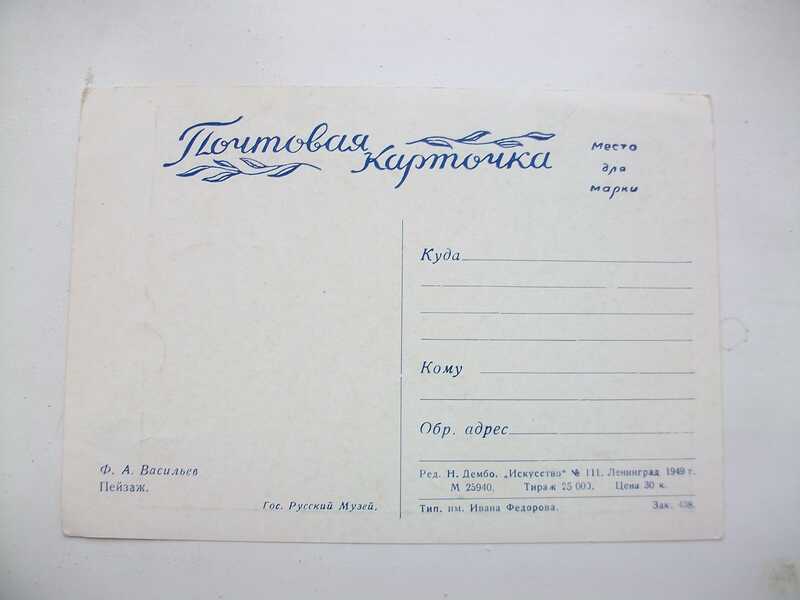 Почтовая
Карточка
Место
для
марки
Куда
Кому
Обр. адрес
Ф. А. Васильев
Пейзаж.
Гос. Русский Музей.
Ред. Н. Дембо. „Искусство" № 111. Ленинград 1949 г.
М 25940. Тираж 25 000. Цена 30 к.
Тип. им. Ивана Федорова. Зак.